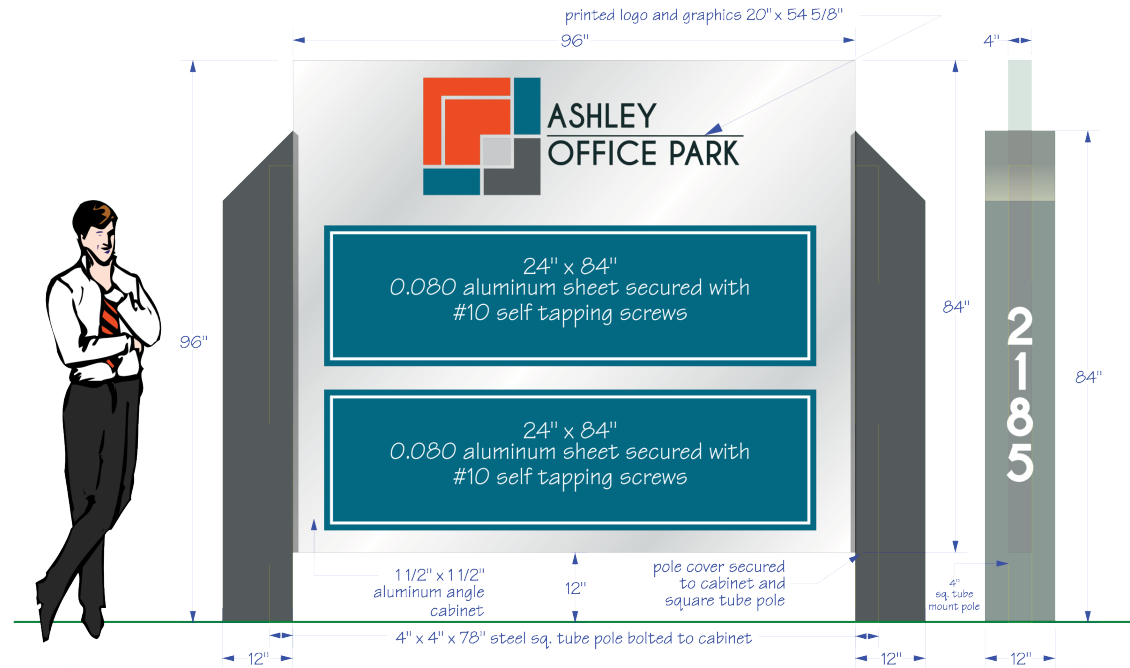 printed logo and graphics 20" x 54 5/8"
96"
4"
ASHLEY
OFFICE PARK
24" x 84"
0.080 aluminum sheet secured with
#10 self tapping screws
96"
84"
2
1
8
5
84"
24" x 84"
0.080 aluminum sheet secured with
#10 self tapping screws
1 1/2" x 1 1/2"
aluminum angle
cabinet
12"
pole cover secured
to cabinet and
square tube pole
4"
sq. tube
mount pole
4" x 4" x 78" steel sq. tube pole bolted to cabinet
12"
12"
12"